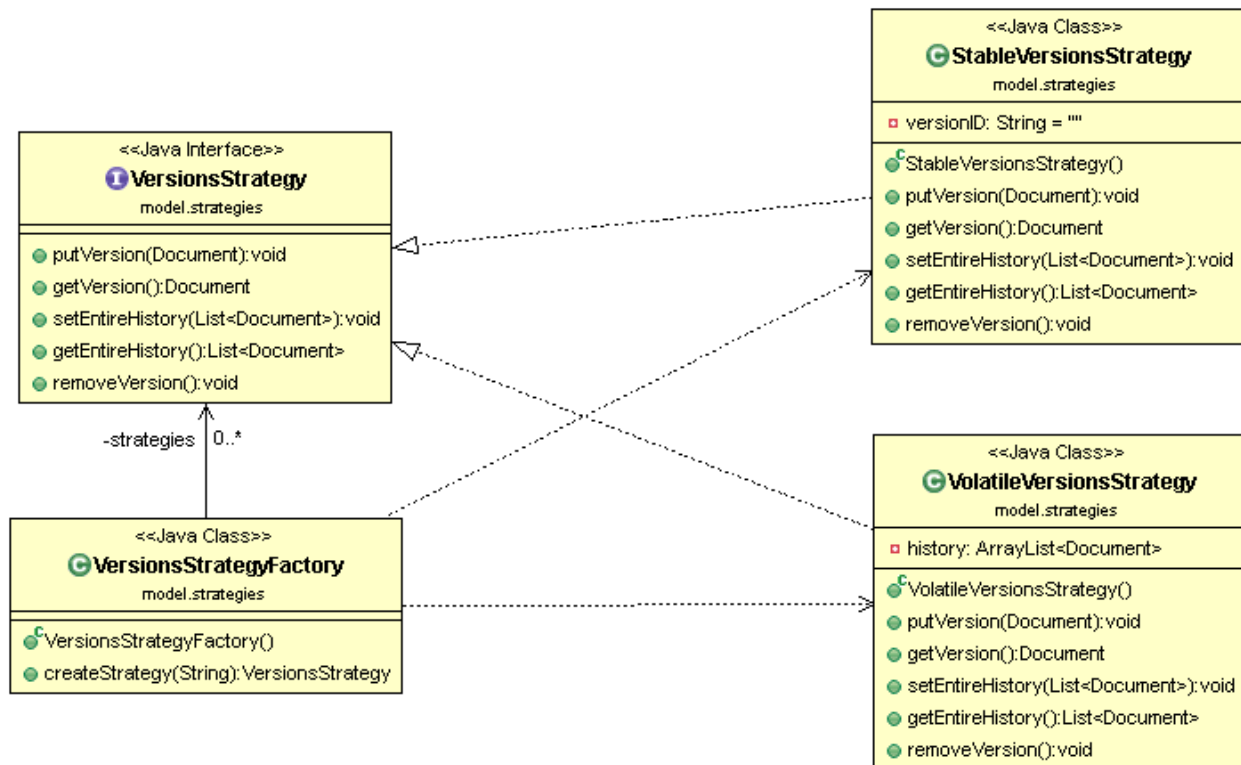 <<Java Interface>>
VersionsStrategy
model.strategies
putVersion(Document):void
getVersion():Document
setEntireHistory(List<Document>):void
getEntireHistory():List<Document>
removeVersion():void
-strategies 0..*
<<Java Class>>
VersionsStrategyFactory
model.strategies
VersionsStrategyFactory()
createStrategy(String):VersionsStrategy
<<Java Class>>
StableVersionsStrategy
model.strategies
versionID: String = ""
StableVersionsStrategy()
putVersion(Document):void
getVersion():Document
setEntireHistory(List<Document>):void
getEntireHistory():List<Document>
removeVersion():void
<<Java Class>>
VolatileVersionsStrategy
model.strategies
history: ArrayList<Document>
VolatileVersionsStrategy()
putVersion(Document):void
getVersion():Document
setEntireHistory(List<Document>):void
getEntireHistory():List<Document>
removeVersion():void